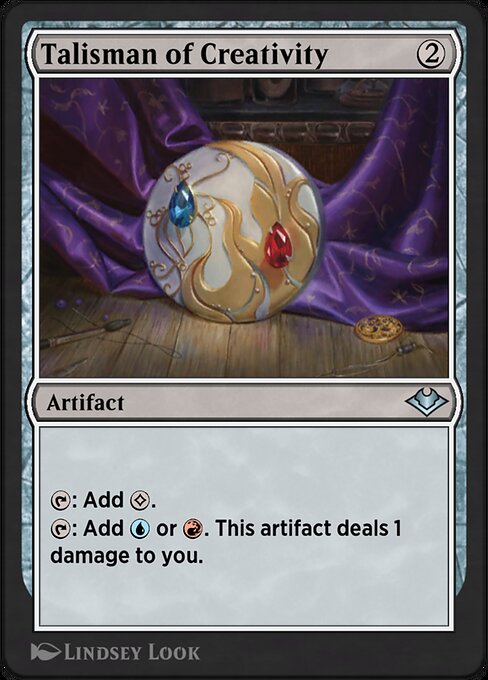 Talisman of Creativity 2
Artifact
: Add .
: Add or . This artifact deals 1
damage to you.
Lindsey Look